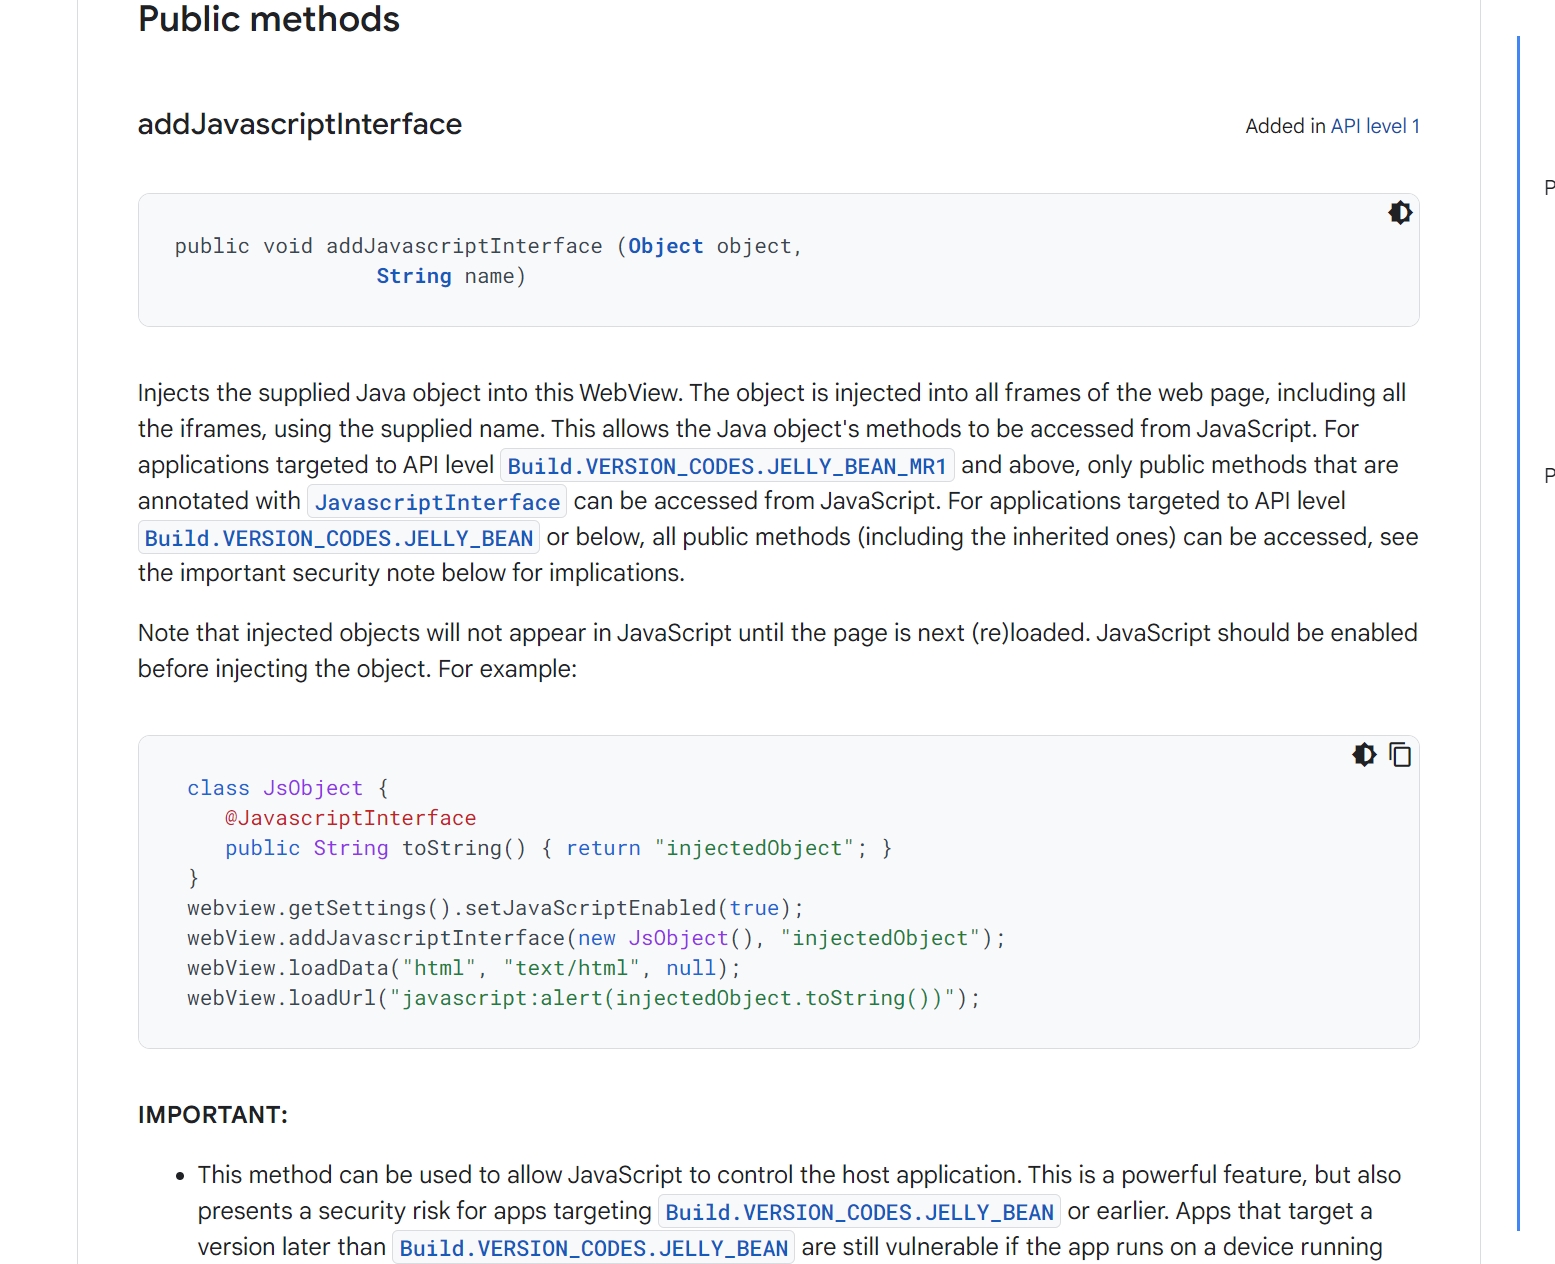 Public methods
addJavascriptInterface
Added in API level 1
public void addJavascriptInterface (Object object,
String name)
Injects the supplied Java object into this WebView. The object is injected into all frames of the web page, including all
the iframes, using the supplied name. This allows the Java object's methods to be accessed from JavaScript. For
applications targeted to API level Build.VERSION_CODES.JELLY_BEAN_MR1 and above, only public methods that are
annotated with JavascriptInterface can be accessed from JavaScript. For applications targeted to API level
Build.VERSION_CODES.JELLY_BEAN or below, all public methods (including the inherited ones) can be accessed, see
the important security note below for implications.
Note that injected objects will not appear in JavaScript until the page is next (re)loaded. JavaScript should be enabled
before injecting the object. For example:
class JsObject {
@JavascriptInterface
public String toString() { return "injectedObject"; }
}
webview.getSettings().setJavaScriptEnabled(true);
webView.addJavascriptInterface(new JsObject(), "injectedObject");
webView.loadData("html", "text/html", null);
webView.loadUrl("javascript:alert(injectedObject.toString())");
IMPORTANT:
• This method can be used to allow JavaScript to control the host application. This is a powerful feature, but also
presents a security risk for apps targeting Build.VERSION_CODES.JELLY_BEAN or earlier. Apps that target a
version later than Build.VERSION_CODES.JELLY_BEAN are still vulnerable if the app runs on a device running
P
P